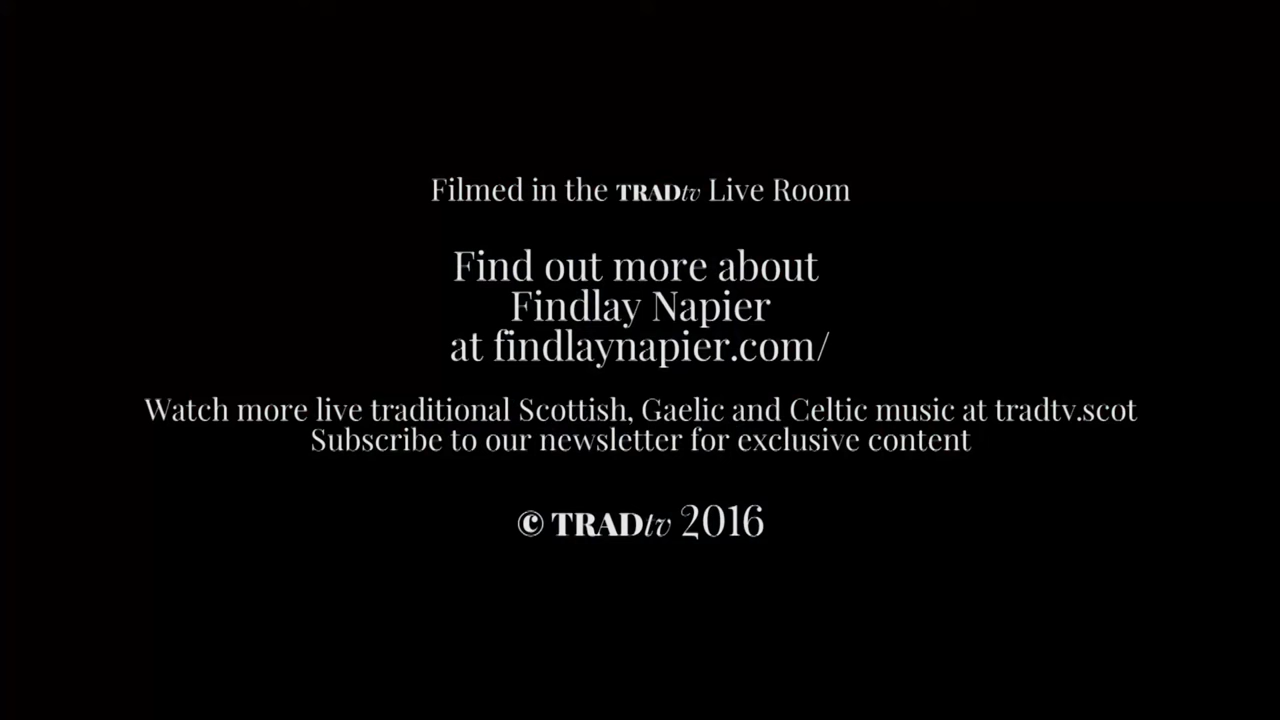 Filmed in the TRADtv Live Room
Find out more about
Findlay Napier
at findlaynapier.com/
Watch more live traditional Scottish, Gaelic and Celtic music at tradtv.scot
Subscribe to our newsletter for exclusive content
© TRADtv 2016